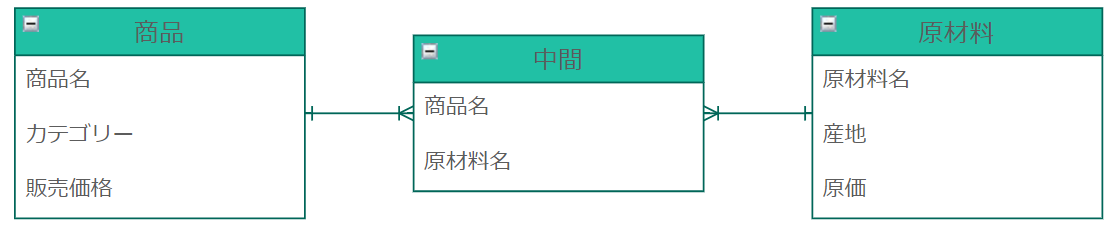 商品
商品名
カテゴリー
販売価格
中間
商品名
原材料名
原材料
原材料名
産地
原価